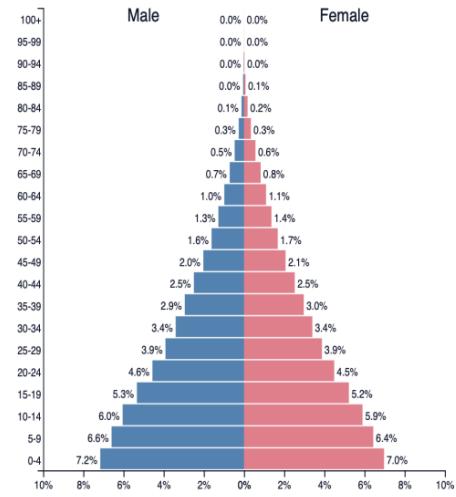 Male Female
100+ 0.0% 0.0%
95-99 0.0% 0.0%
90-94 0.0% 0.0%
85-89 0.0% 0.1%
80-84 0.1% 0.2%
75-79 0.3% 0.3%
70-74 0.5% 0.6%
65-69 0.7% 0.8%
60-64 1.0% 1.1%
55-59 1.3% 1.4%
50-54 1.6% 1.7%
45-49 2.0% 2.1%
40-44 2.5% 2.5%
35-39 2.9% 3.0%
30-34 3.4% 3.4%
25-29 3.9% 3.9%
20-24 4.6% 4.5%
15-19 5.3% 5.2%
10-14 6.0% 5.9%
5-9 6.6% 6.4%
0-4 7.2% 7.0%
10% 8% 6% 4% 2% 0% 2% 4% 6% 8% 10%